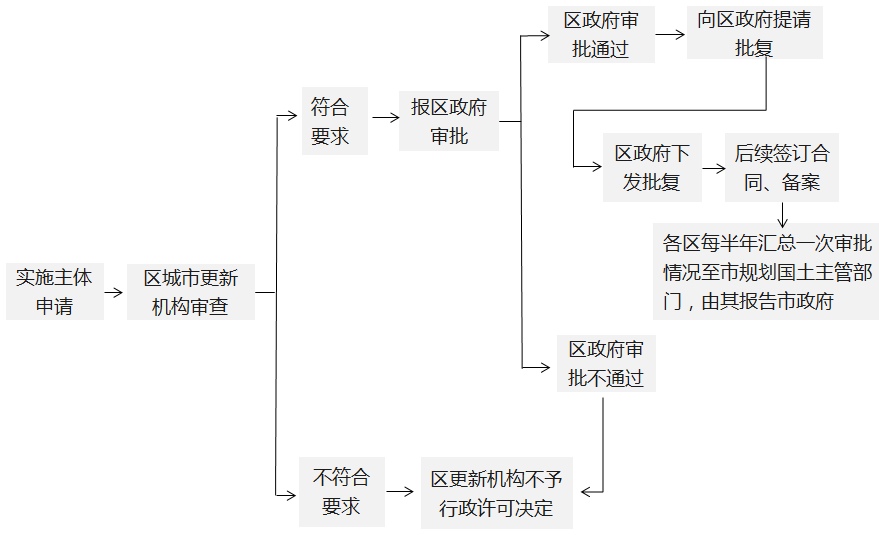 实施主体
申请
区城市更新
机构审查
符合
要求
报区政府
审批
区政府审
批通过
向区政府提请
批复
区政府下
发批复
后续签订合
同、备案
各区每半年汇总一次审批
情况至市规划国土主管部
门，由其报告市政府
区政府审
批不通过
不符合
要求
区更新机构不予
行政许可决定